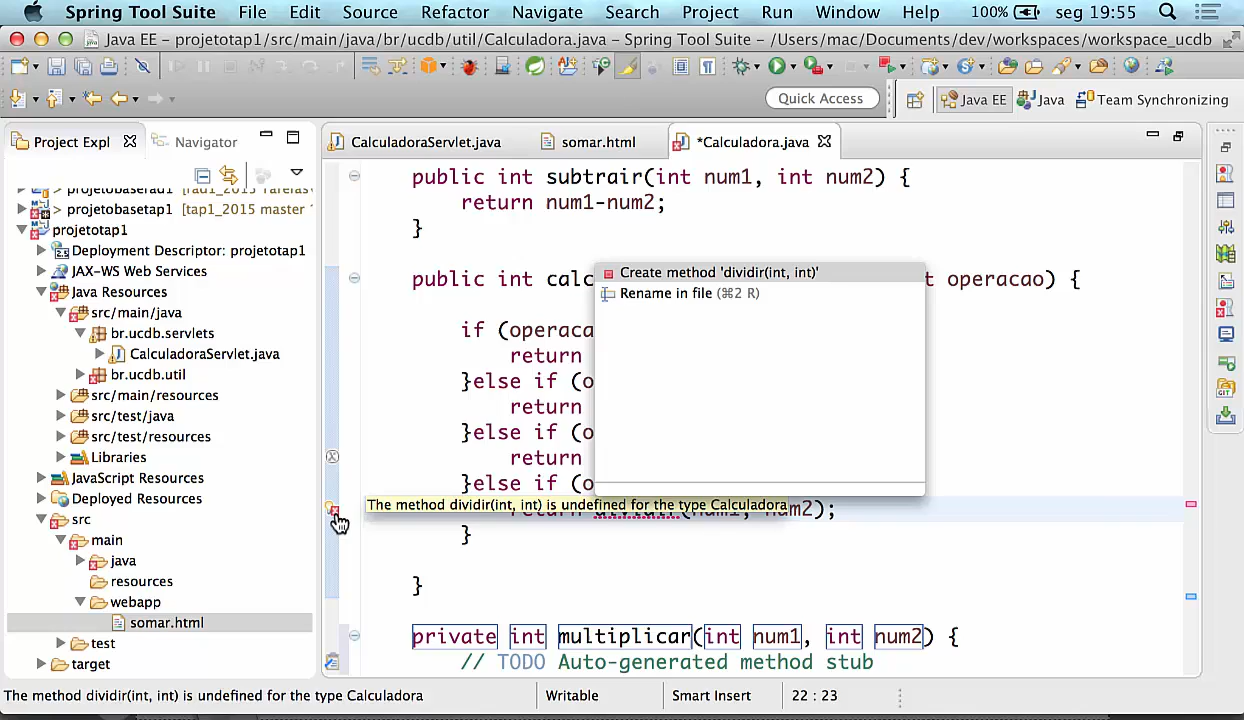 Spring Tool Suite File Edit Source Refactor Navigate Search Project Run Window Help 100% seg 19:55
Java EE – projetotap1/src/main/java/br/ucdb/util/Calculadora.java – Spring Tool Suite – /Users/mac/Documents/dev/workspaces/workspace_ucdb
Quick Access Java EE Java Team Synchronizing
Project Expl Navigator
> projetobaserad1 [rad1_2015
> projetobasetap1 [tap1_2015 master
projetotap1
Deployment Descriptor: projetotap1
JAX-WS Web Services
Java Resources
src/main/java
br.ucdb.servlets
CalculadoraServlet.java
br.ucdb.util
src/main/resources
src/test/java
src/test/resources
Libraries
JavaScript Resources
Deployed Resources
src
main
java
resources
webapp
somar.html
test
target
CalculadoraServlet.java somar.html *Calculadora.java
public int subtrair(int num1, int num2) {
return num1-num2;
}
public int calc t operacao) {
if (operaca
return
}else if (o
return
}else if (o
return
}else if (o
return dividir(num1, num2);
}
}
private int multiplicar(int num1, int num2) {
// TODO Auto-generated method stub
Create method 'dividir(int, int)'
Rename in file (⌘2 R)
The method dividir(int, int) is undefined for the type Calculadora
The method dividir(int, int) is undefined for the type Calculadora Writable Smart Insert 22 : 23